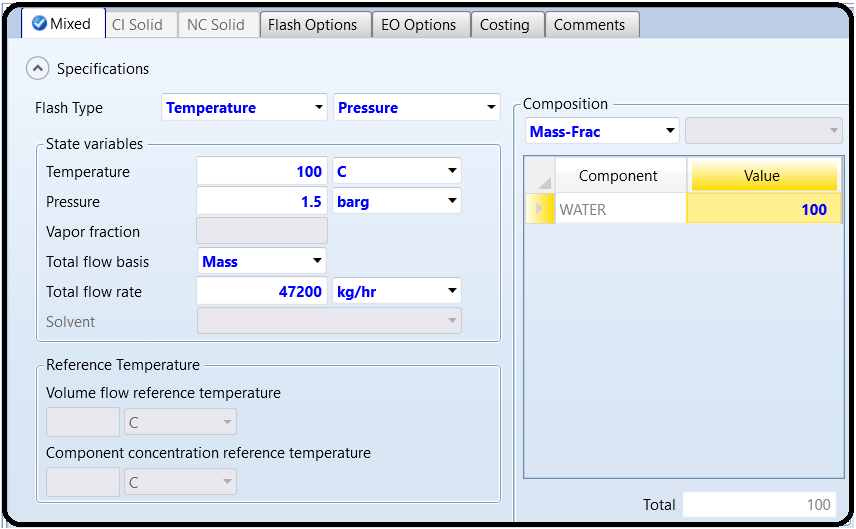 Mixed CI Solid NC Solid Flash Options EO Options Costing Comments
Specifications
Flash Type Temperature Pressure
State variables
Temperature 100 C
Pressure 1.5 barg
Vapor fraction
Total flow basis Mass
Total flow rate 47200 kg/hr
Solvent
Reference Temperature
Volume flow reference temperature
C
Component concentration reference temperature
C
Composition
Mass-Frac
Component Value
WATER 100
Total 100